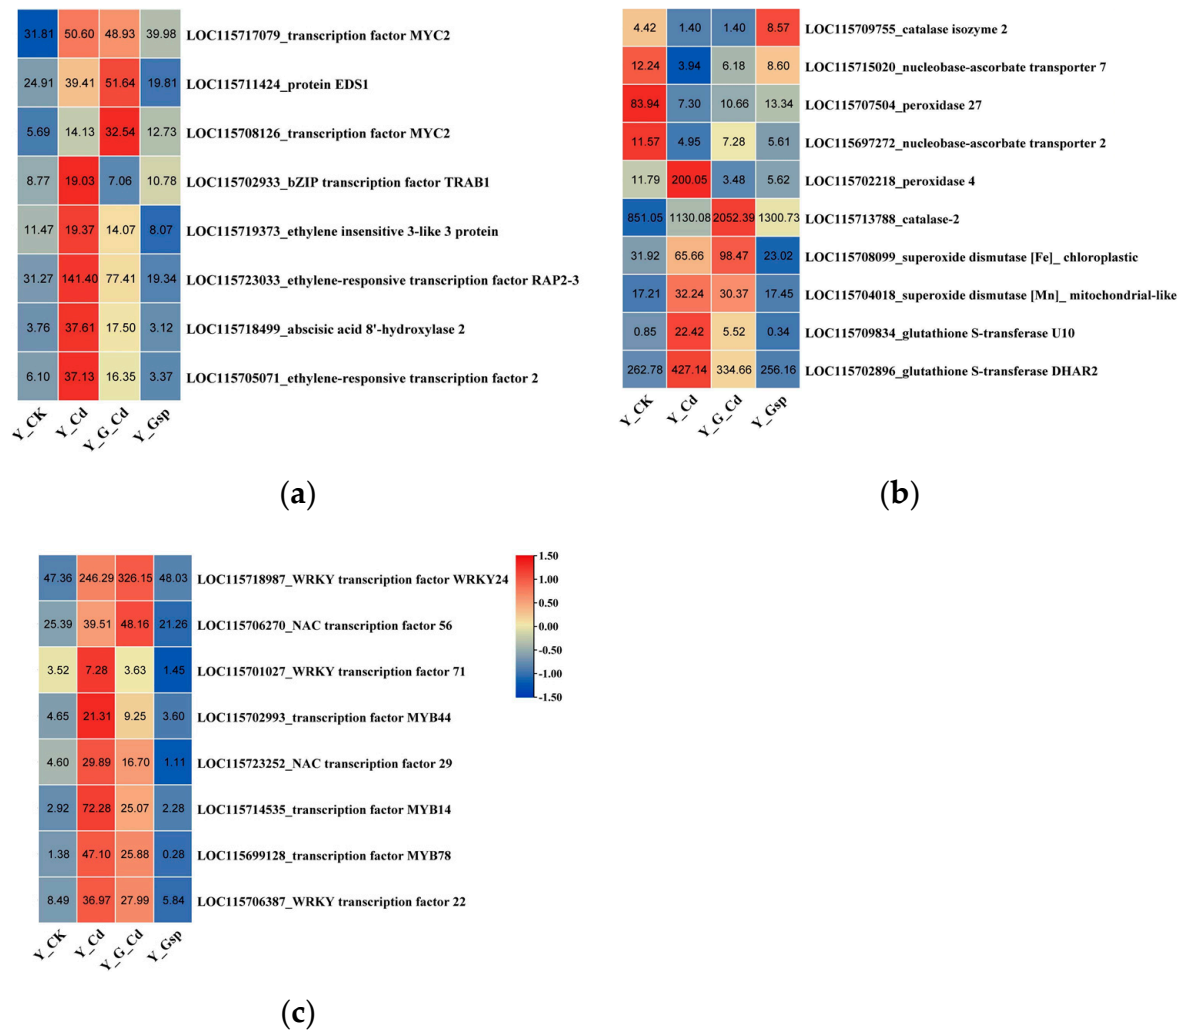 31.81 50.60 48.93 39.98 LOC115717079_transcription factor MYC2
24.91 39.41 51.64 19.81 LOC115711424_protein EDS1
5.69 14.13 32.54 12.73 LOC115708126_transcription factor MYC2
8.77 19.03 7.06 10.78 LOC115702933_bZIP transcription factor TRAB1
11.47 19.37 14.07 8.07 LOC115719373_ethylene insensitive 3-like 3 protein
31.27 141.40 77.41 19.34 LOC115723033_ethylene-responsive transcription factor RAP2-3
3.76 37.61 17.50 3.12 LOC115718499_abscisic acid 8'-hydroxylase 2
6.10 37.13 16.35 3.37 LOC115705071_ethylene-responsive transcription factor 2
Y_CK Y_Cd Y_G_Cd Y_Gsp
(a)
4.42 1.40 1.40 8.57 LOC115709755_catalase isozyme 2
12.24 3.94 6.18 8.60 LOC115715020_nucleobase-ascorbate transporter 7
83.94 7.30 10.66 13.34 LOC115707504_peroxidase 27
11.57 4.95 7.28 5.61 LOC115697272_nucleobase-ascorbate transporter 2
11.79 200.05 3.48 5.62 LOC115702218_peroxidase 4
851.05 1130.08 2052.39 1300.73 LOC115713788_catalase-2
31.92 65.66 98.47 23.02 LOC115708099_superoxide dismutase [Fe]_ chloroplastic
17.21 32.24 30.37 17.45 LOC115704018_superoxide dismutase [Mn]_ mitochondrial-like
0.85 22.42 5.52 0.34 LOC115709834_glutathione S-transferase U10
262.78 427.14 334.66 256.16 LOC115702896_glutathione S-transferase DHAR2
Y_CK Y_Cd Y_G_Cd Y_Gsp
(b)
47.36 246.29 326.15 48.03 LOC115718987_WRKY transcription factor WRKY24
25.39 39.51 48.16 21.26 LOC115706270_NAC transcription factor 56
3.52 7.28 3.63 1.45 LOC115701027_WRKY transcription factor 71
4.65 21.31 9.25 3.60 LOC115702993_transcription factor MYB44
4.60 29.89 16.70 1.11 LOC115723252_NAC transcription factor 29
2.92 72.28 25.07 2.28 LOC115714535_transcription factor MYB14
1.38 47.10 25.88 0.28 LOC115699128_transcription factor MYB78
8.49 36.97 27.99 5.84 LOC115706387_WRKY transcription factor 22
Y_CK Y_Cd Y_G_Cd Y_Gsp
1.50
1.00
0.50
0.00
-0.50
-1.00
-1.50
(c)